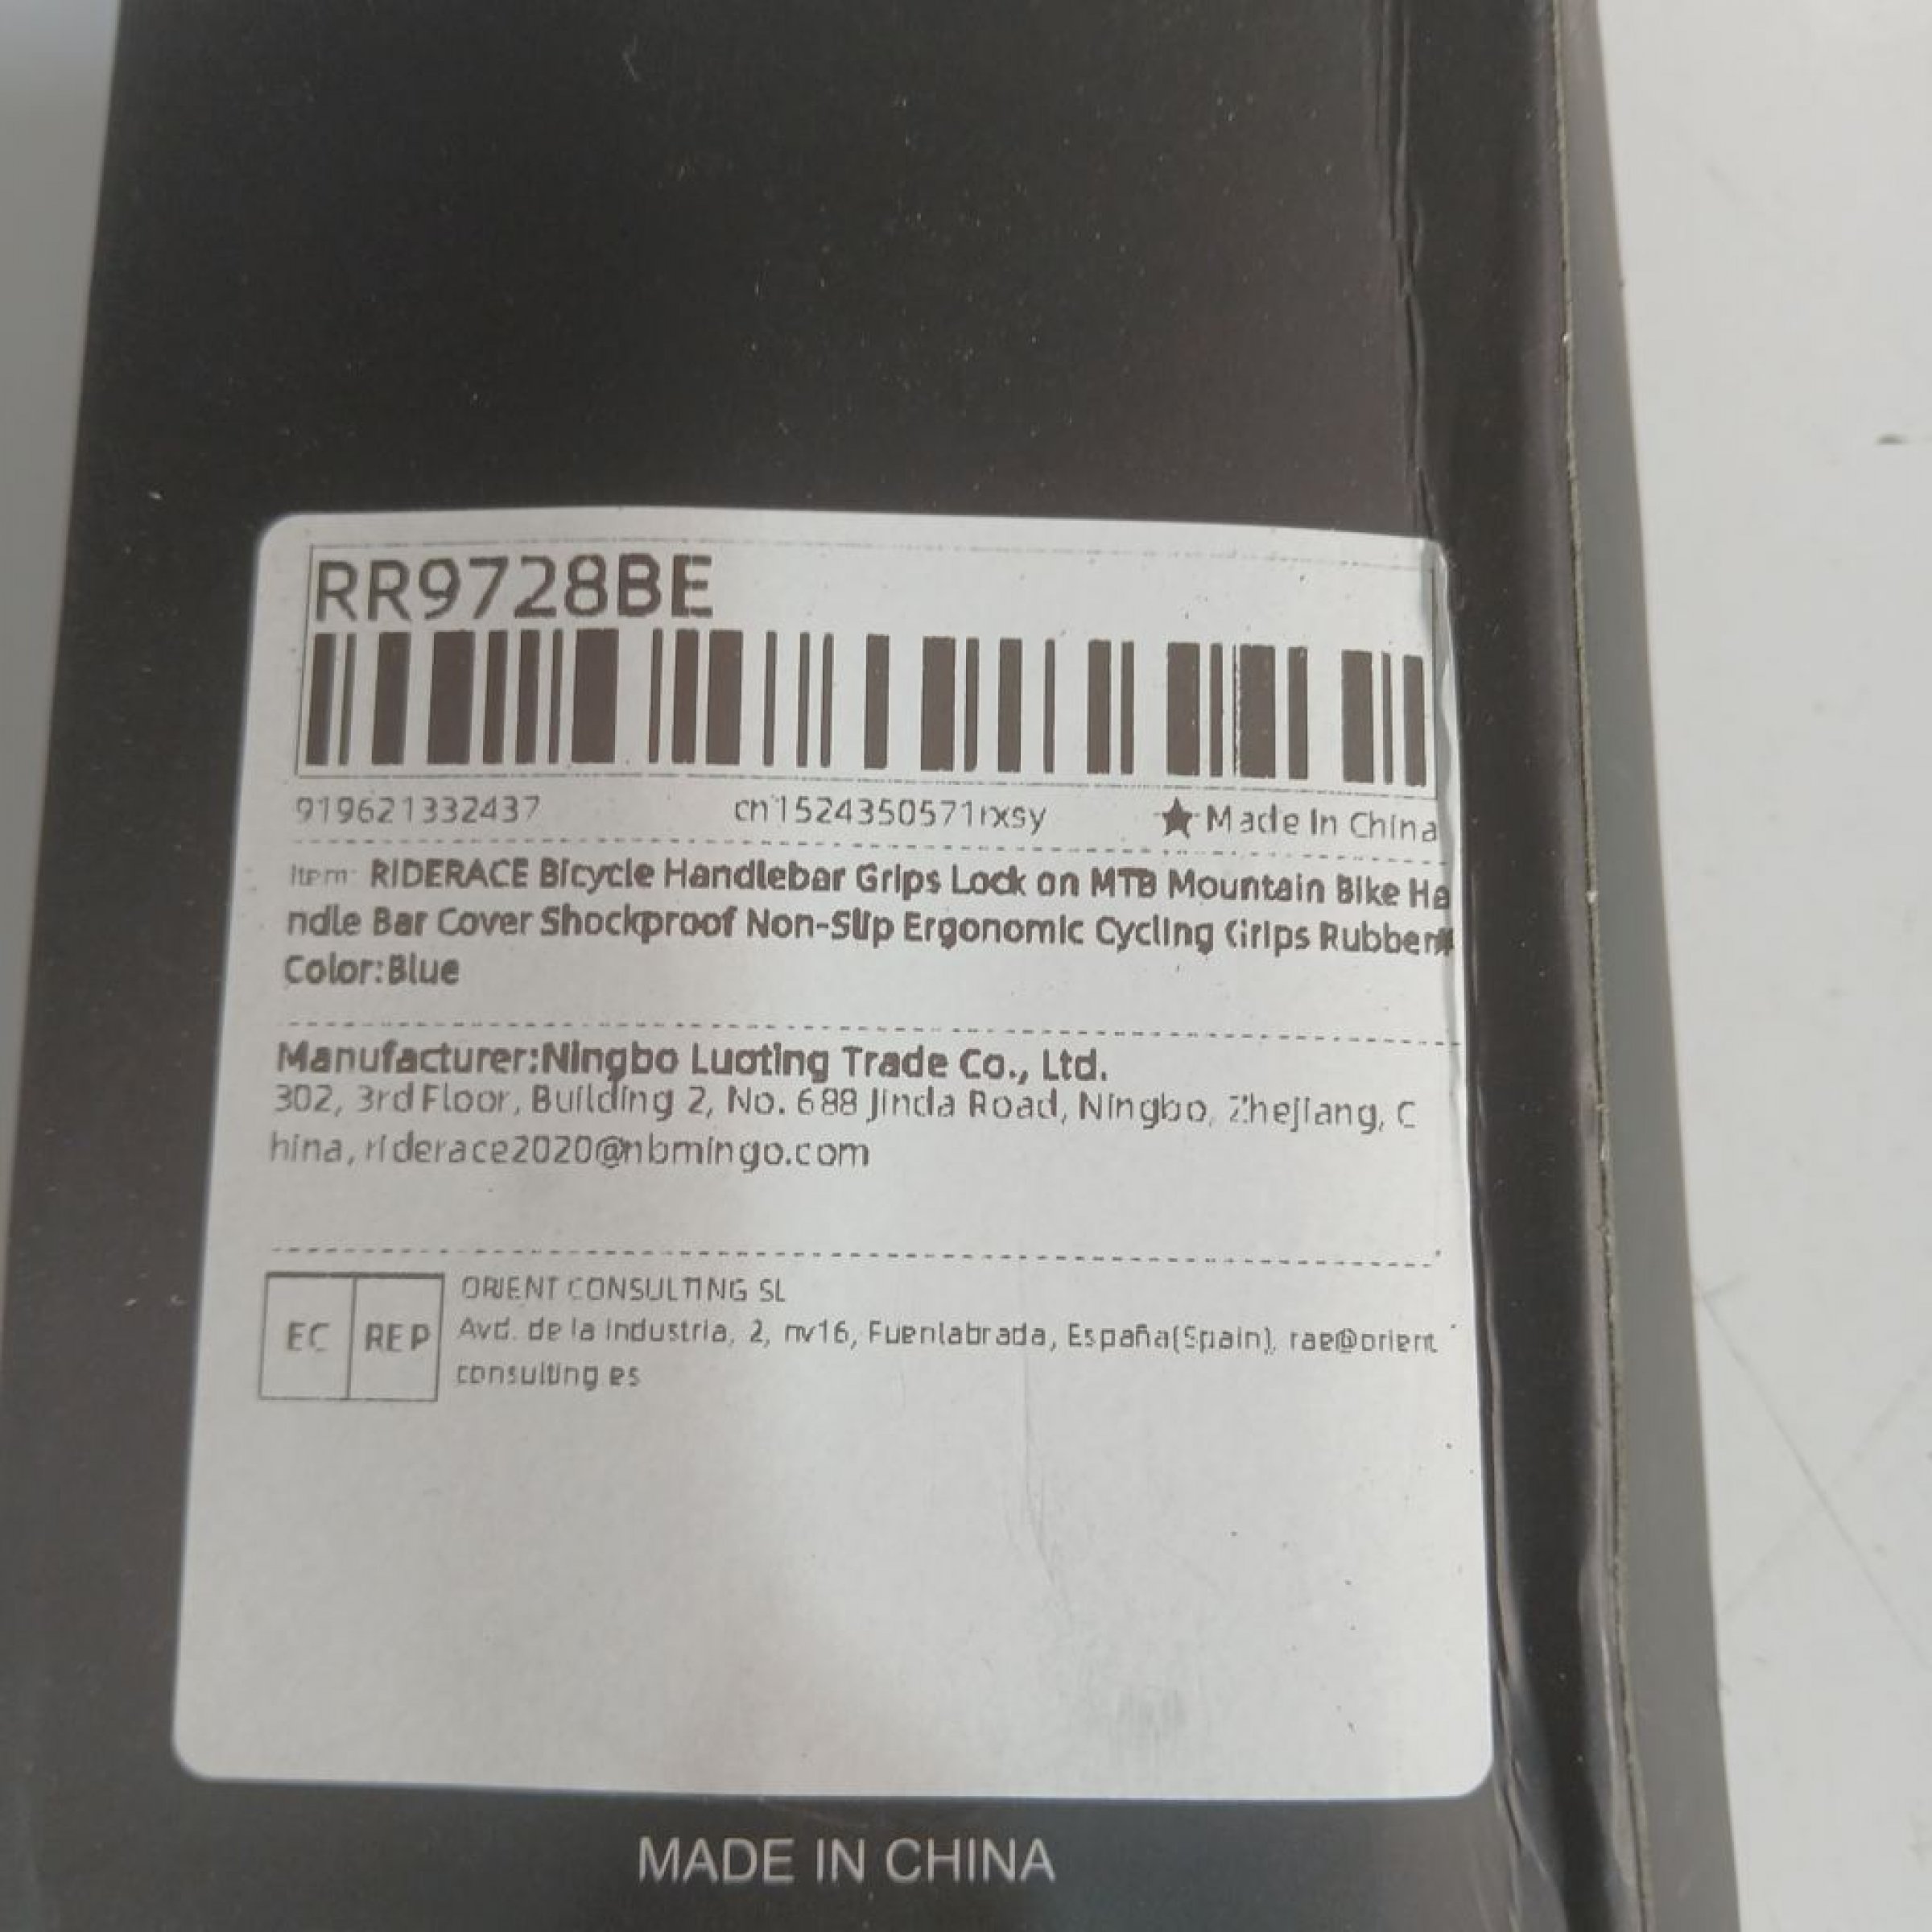 RR9728BE
919621332437 cn1524350571rxsy ★Made In China
Item: RIDERACE Bicycle Handlebar Grips Lock on MTB Mountain Bike Ha
ndle Bar Cover Shockproof Non-Slip Ergonomic Cycling Grips Rubber#
Color:Blue
Manufacturer:Ningbo Luoting Trade Co., Ltd.
302, 3rd Floor, Building 2, No. 688 Jinda Road, Ningbo, Zhejiang, C
hina, riderace2020@nbmingo.com
EC REP
ORIENT CONSULTING SL
Avd. de la industria, 2, nv16, Fuenlabrada, España(Spain), rae@orient
consulting es
MADE IN CHINA